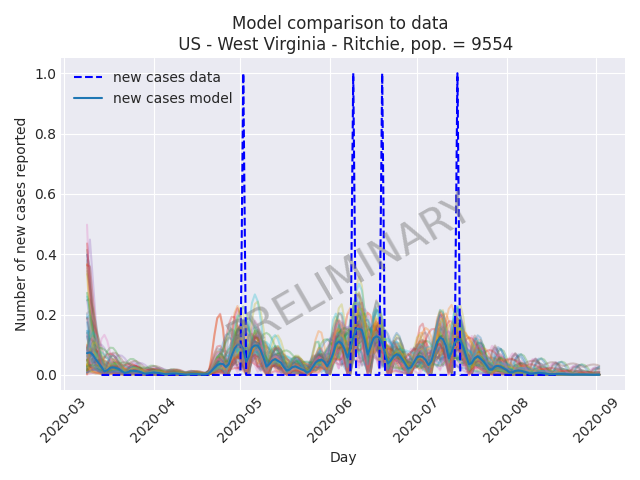 Model comparison to data
US - West Virginia - Ritchie, pop. = 9554
new cases data
new cases model
Number of new cases reported
1.0
0.8
0.6
0.4
0.2
0.0
PRELIMINARY
2020-03
2020-04
2020-05
2020-06
2020-07
2020-08
2020-09
Day